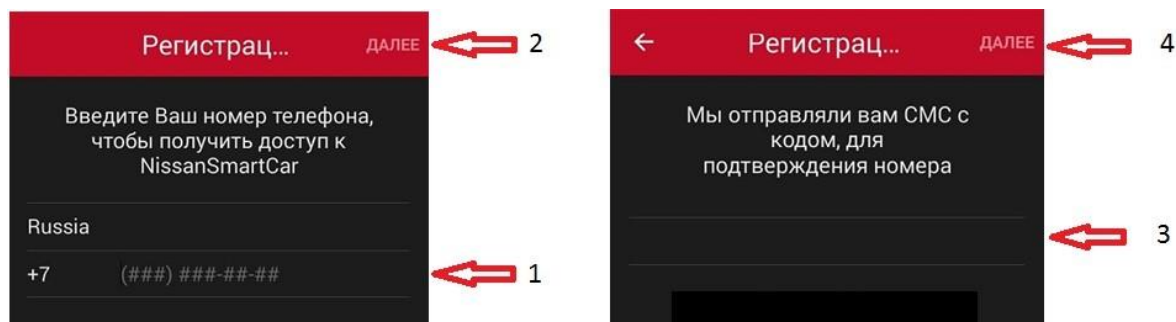 Регистрац... ДАЛЕЕ 2
Введите Ваш номер телефона,
чтобы получить доступ к
NissanSmartCar
Russia
+7 (###) ###-##-## 1
Регистрац... ДАЛЕЕ 4
Мы отправляли вам СМС с
кодом, для
подтверждения номера
3